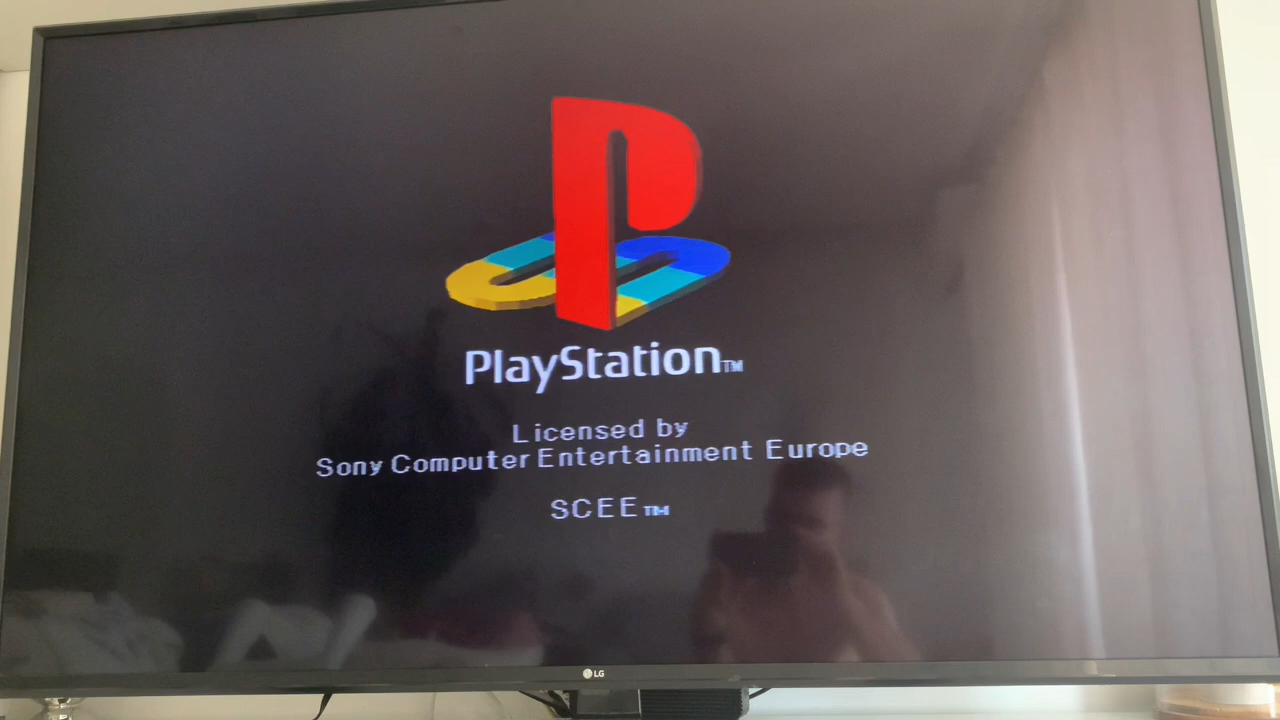 PlayStation™
Licensed by
Sony Computer Entertainment Europe
SCEE™
LG